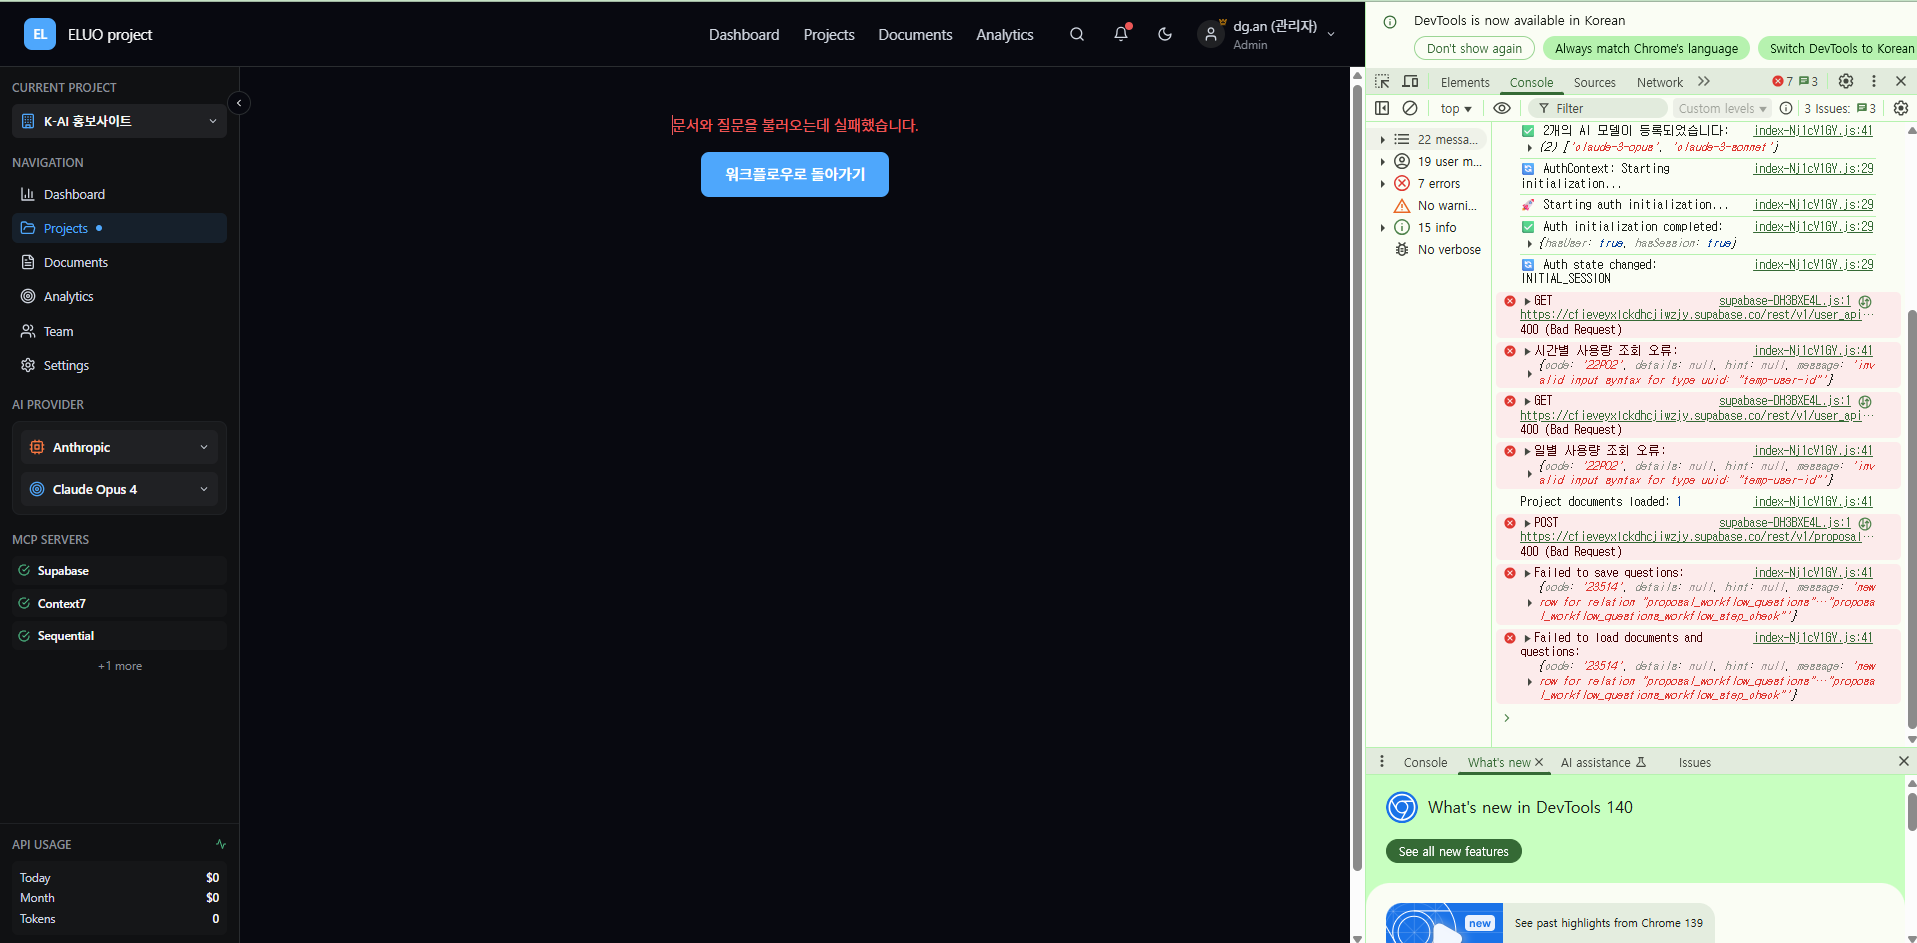 EL
ELUO project
Dashboard
Projects
Documents
Analytics
dg.an (관리자)
Admin
CURRENT PROJECT
K-AI 홍보사이트
NAVIGATION
Dashboard
Projects
Documents
Analytics
Team
Settings
AI PROVIDER
Anthropic
Claude Opus 4
MCP SERVERS
Supabase
Context7
Sequential
+1 more
API USAGE
Today $0
Month $0
Tokens 0
문서와 질문을 불러오는데 실패했습니다.
워크플로우로 돌아가기
DevTools is now available in Korean
Don't show again
Always match Chrome's language
Switch DevTools to Korean
Elements
Console
Sources
Network
7
3
top
Filter
Custom levels
3 Issues:
3
22 messa...
19 user m...
7 errors
No warni...
15 info
No verbose
2개의 AI 모델이 등록되었습니다: index-Nj1cV1GY.js:41
(2) ['claude-3-opus', 'claude-3-sonnet']
AuthContext: Starting index-Nj1cV1GY.js:29
initialization...
Starting auth initialization... index-Nj1cV1GY.js:29
Auth initialization completed: index-Nj1cV1GY.js:29
{hasUser: true, hasSession: true}
Auth state changed: index-Nj1cV1GY.js:29
INITIAL_SESSION
GET supabase-DH3BXE4L.js:1
https://cfieveyxlckdhcjiwzjy.supabase.co/rest/v1/user_api…
400 (Bad Request)
시간별 사용량 조회 오류: index-Nj1cV1GY.js:41
{code: '22P02', details: null, hint: null, message: 'inv
alid input syntax for type uuid: "temp-user-id"'}
GET supabase-DH3BXE4L.js:1
https://cfieveyxlckdhcjiwzjy.supabase.co/rest/v1/user_api…
400 (Bad Request)
일별 사용량 조회 오류: index-Nj1cV1GY.js:41
{code: '22P02', details: null, hint: null, message: 'inv
alid input syntax for type uuid: "temp-user-id"'}
Project documents loaded: 1 index-Nj1cV1GY.js:41
POST supabase-DH3BXE4L.js:1
https://cfieveyxlckdhcjiwzjy.supabase.co/rest/v1/proposal…
400 (Bad Request)
Failed to save questions: index-Nj1cV1GY.js:41
{code: '23514', details: null, hint: null, message: 'new
row for relation "proposal_workflow_questions"…"proposa
l_workflow_questions_workflow_step_check"'}
Failed to load documents and index-Nj1cV1GY.js:41
questions:
{code: '23514', details: null, hint: null, message: 'new
row for relation "proposal_workflow_questions"…"proposa
l_workflow_questions_workflow_step_check"'}
Console
What's new
AI assistance
Issues
What's new in DevTools 140
See all new features
new
See past highlights from Chrome 139